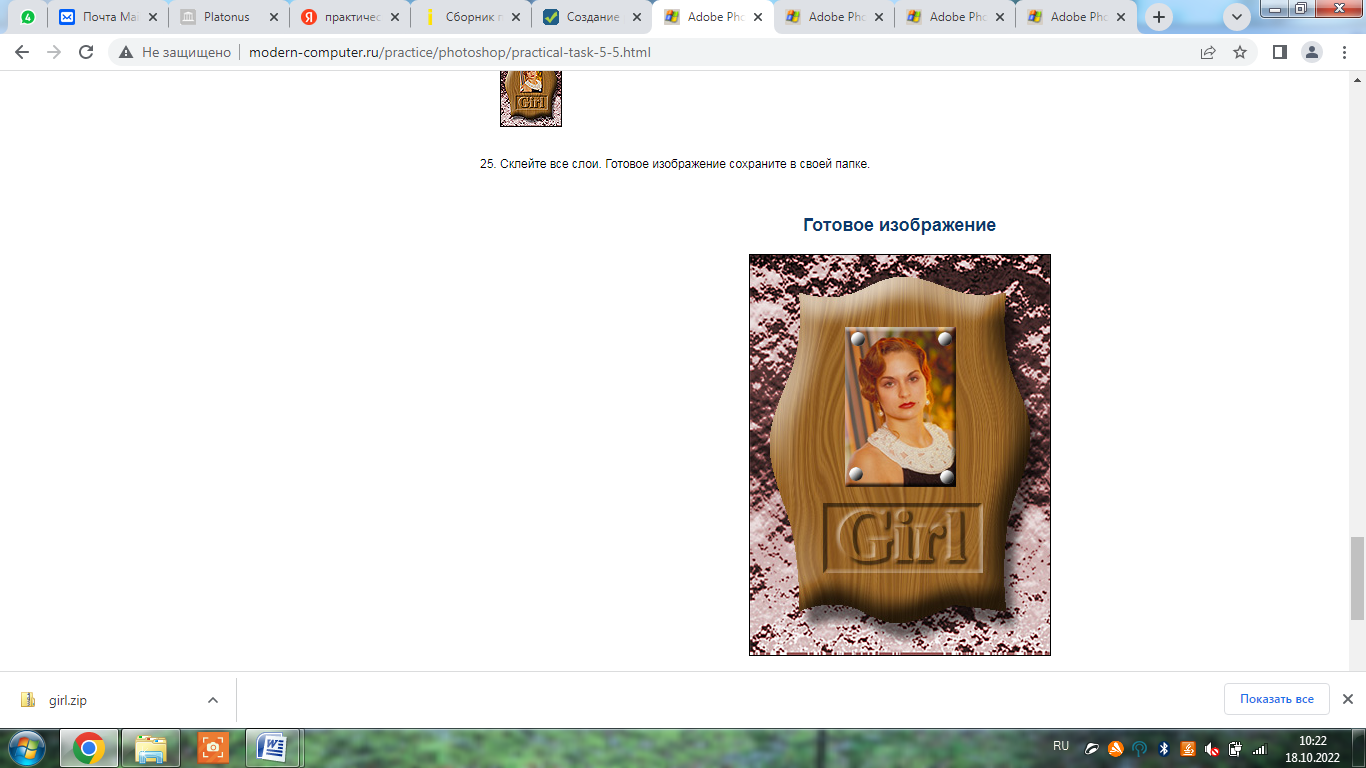 4
Почта Mai
Platonus
практичес
Сборник п
Создание
Adobe Pho
Adobe Pho
Adobe Pho
Adobe Pho
Не защищено
modern-computer.ru/practice/photoshop/practical-task-5-5.html
Girl
25. Склейте все слои. Готовое изображение сохраните в своей папке.
Готовое изображение
Girl
girl.zip
Показать все
RU
10:22
18.10.2022